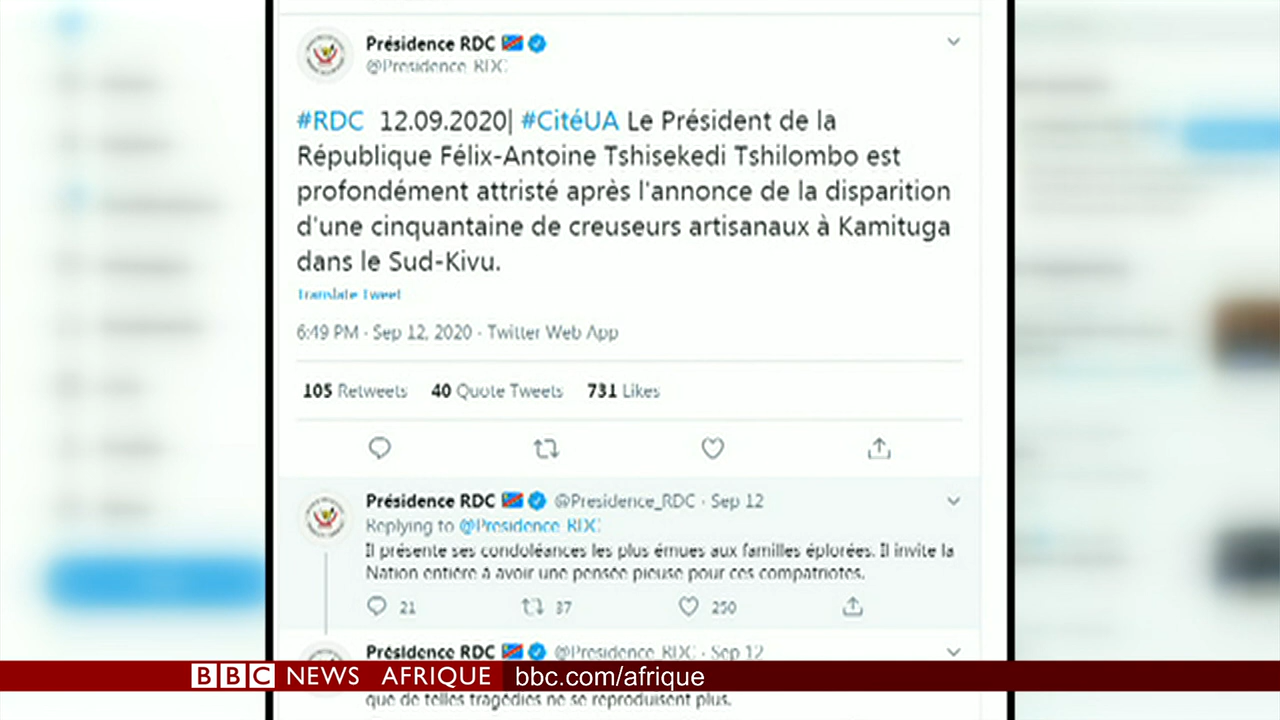 Présidence RDC
@Presidence_RDC
#RDC 12.09.2020| #CitéUA Le Président de la
République Félix-Antoine Tshisekedi Tshilombo est
profondément attristé après l'annonce de la disparition
d'une cinquantaine de creuseurs artisanaux à Kamituga
dans le Sud-Kivu.
Translate Tweet
6:49 PM · Sep 12, 2020 · Twitter Web App
105 Retweets 40 Quote Tweets 731 Likes
Présidence RDC @Presidence_RDC · Sep 12
Replying to @Presidence_RDC
Il présente ses condoléances les plus émues aux familles éplorées. Il invite la
Nation entière à avoir une pensée pieuse pour ces compatriotes.
21 37 250
Présidence RDC @Presidence_RDC · Sep 12
BBC NEWS AFRIQUE bbc.com/afrique
que de telles tragédies ne se reproduisent plus.